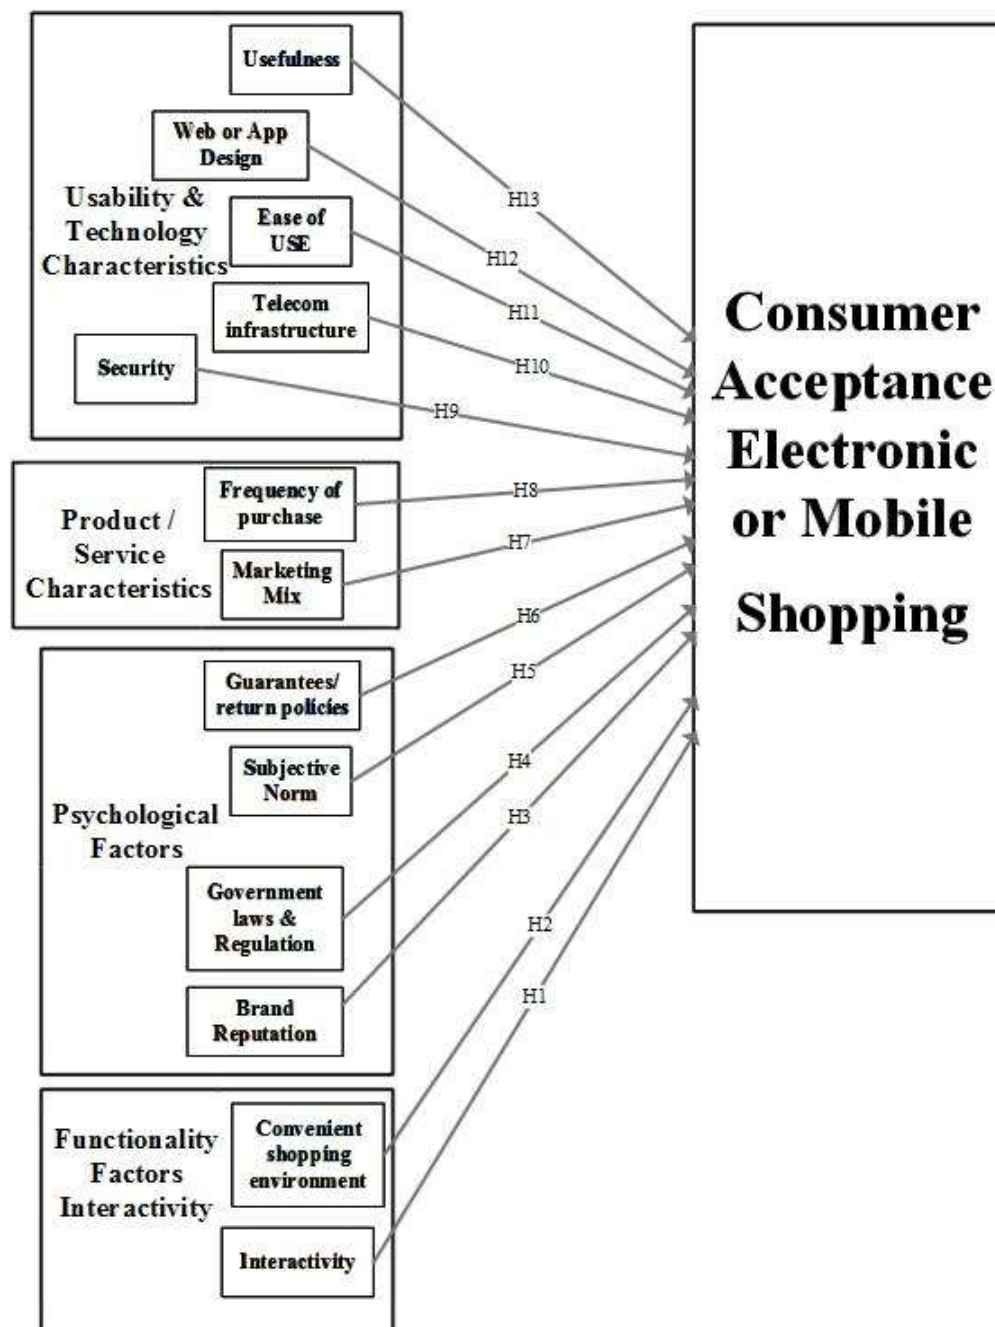 Usefulness
Web or App
Design
Usability &
Technology
Characteristics
Ease of
USE
Telecom
infrastructure
Security
Frequency of
purchase
Product /
Service
Characteristics
Marketing
Mix
Guarantees/
return policies
Subjective
Norm
Psychological
Factors
Government
laws &
Regulation
Brand
Reputation
Convenient
shopping
environment
Functionality
Factors
Interactivity
Interactivity
H13
H12
H11
H10
H9
H8
H7
H6
H5
H4
H3
H2
H1
Consumer
Acceptance
Electronic
or Mobile
Shopping